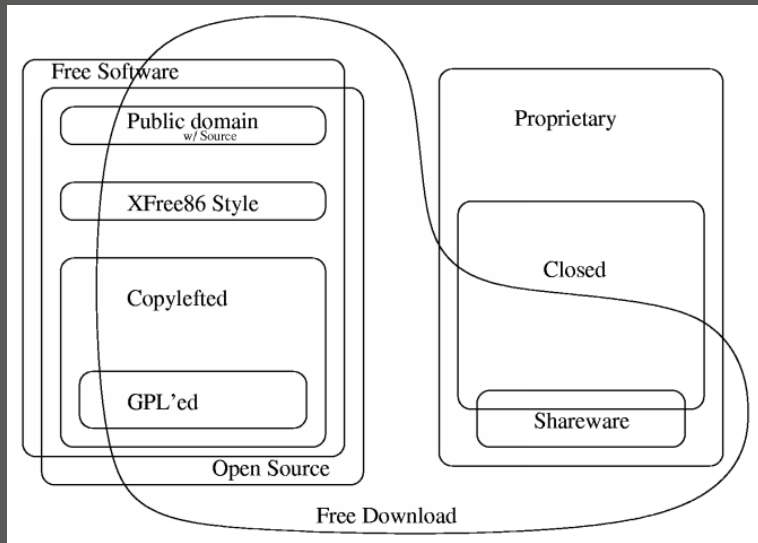 Free Software
Public domain
w/ Source
XFree86 Style
Copylefted
GPL'ed
Open Source
Proprietary
Closed
Shareware
Free Download